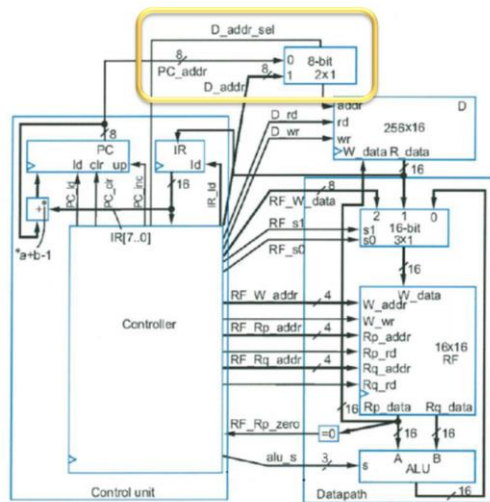 D_addr_sel
8
PC_addr
0
8-bit
1
2x1
8
D_addr
8
PC
ld clr up
IR
ld
16
D_rd
D_wr
addr
D
rd
256x16
wr
W_data R_data
16
PC_ld
PC_clr
PC_inc
IR_ld
+*
*a+b-1
IR[7..0]
8
RF_W_data
RF_s1
RF_s0
2 1 0
s1
16-bit
s0
3x1
16
Controller
RF_W_addr
4
RF_Rp_addr
4
RF_Rq_addr
4
W_data
W_addr
W_wr
Rp_addr
16x16
Rp_rd
RF
Rq_addr
Rq_rd
16
Rp_data Rq_data
RF_Rp_zero
=0
16
16
alu_s
3
s
A B
ALU
16
Control unit
Datapath